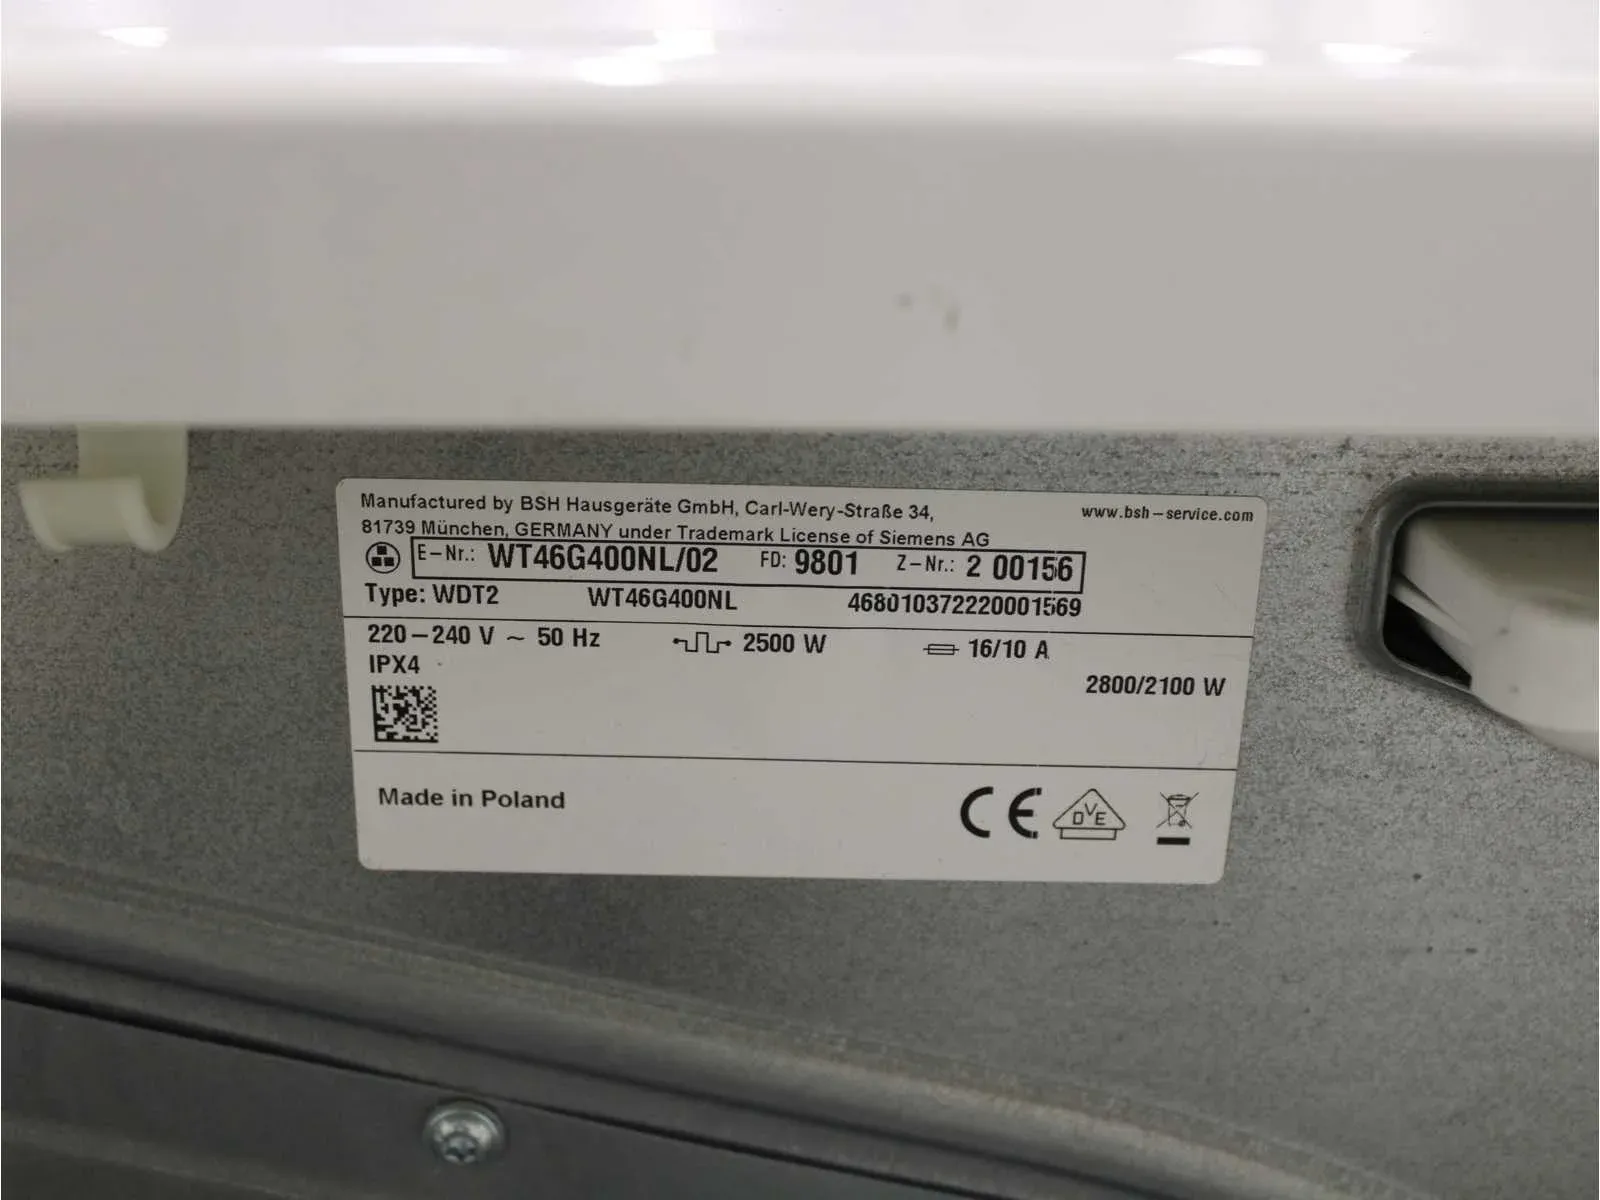 Manufactured by BSH Hausgeräte GmbH, Carl-Wery-Straße 34, www.bsh-service.com
81739 München, GERMANY under Trademark License of Siemens AG
E-Nr.: WT46G400NL/02 FD: 9801 Z-Nr.: 2 00156
Type: WDT2 WT46G400NL 468010372220001569
220-240 V ~ 50 Hz 2500 W 16/10 A
IPX4
2800/2100 W
Made in Poland CE DVE